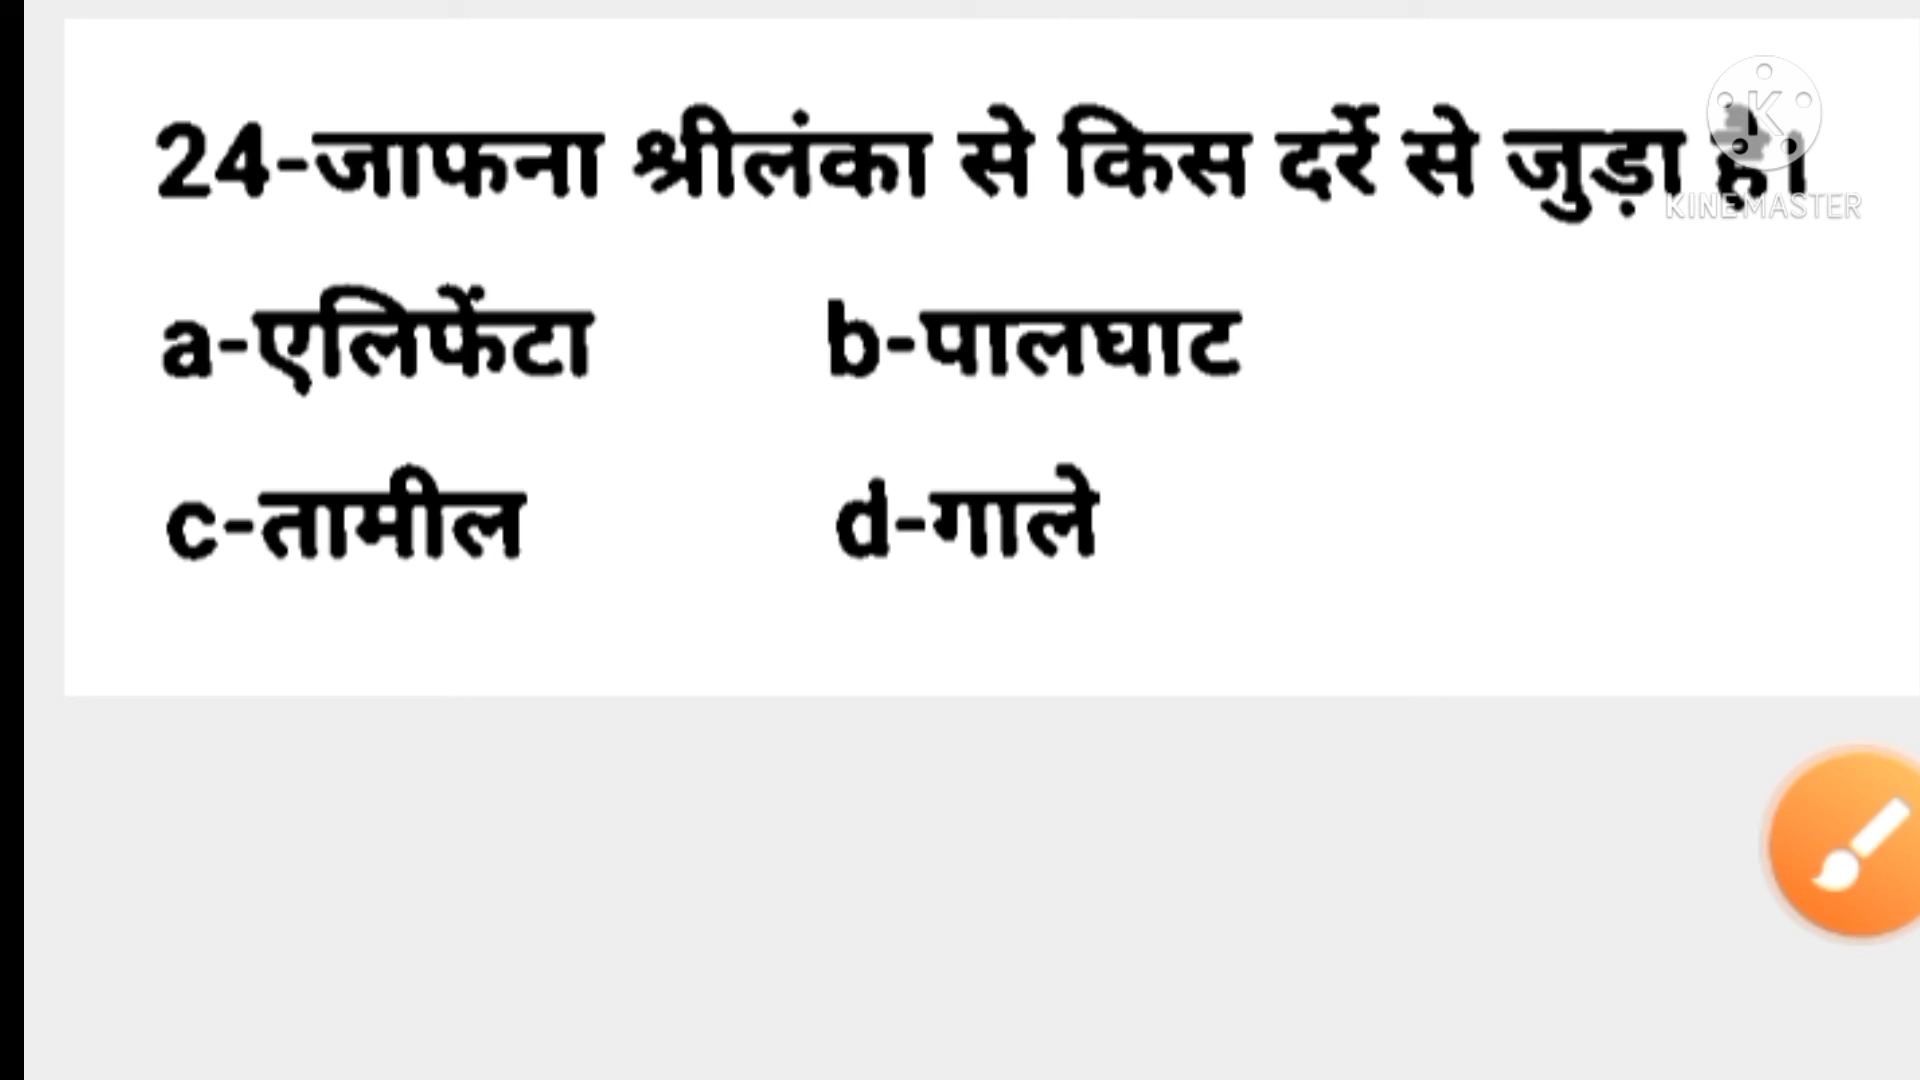 24-जाफना श्रीलंका से किस दर्रे से जुड़ा है।
KINEMASTER
a-एलिफेंटा b-पालघाट
c-तामील d-गाले